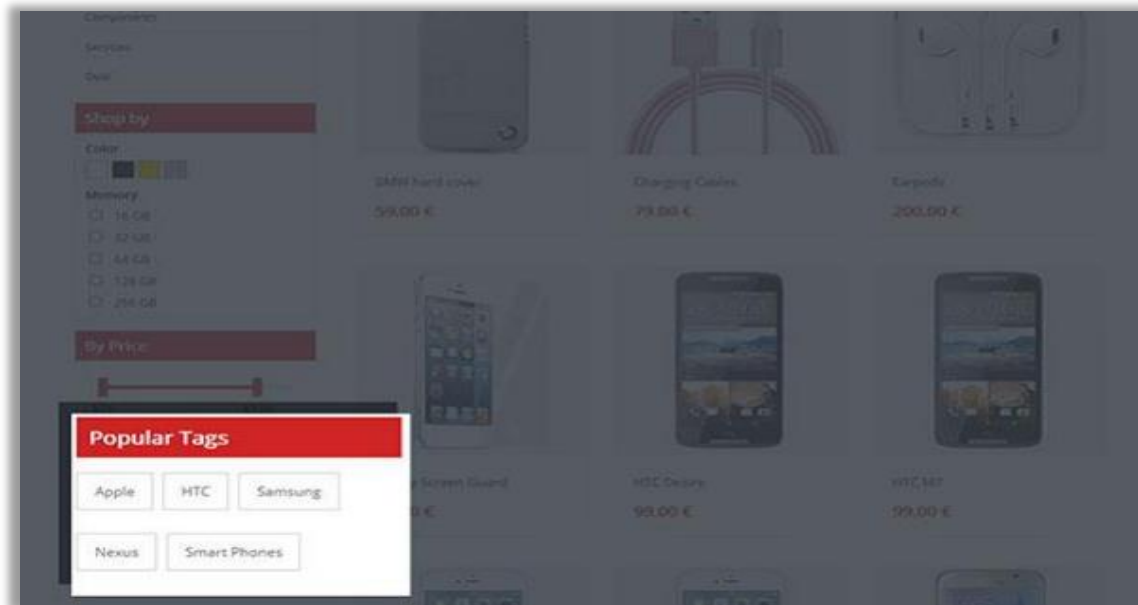 Components
Services
Shop by
Color
Memory
16 GB
32 GB
64 GB
128 GB
256 GB
By Price
Popular Tags
Apple
HTC
Samsung
Nexus
Smart Phones
BMW hard cover
59.00 €
Charging Cables
79.00 €
Earpods
200.00 €
Screen Guard
HTC Desire
99.00 €
99.00 €